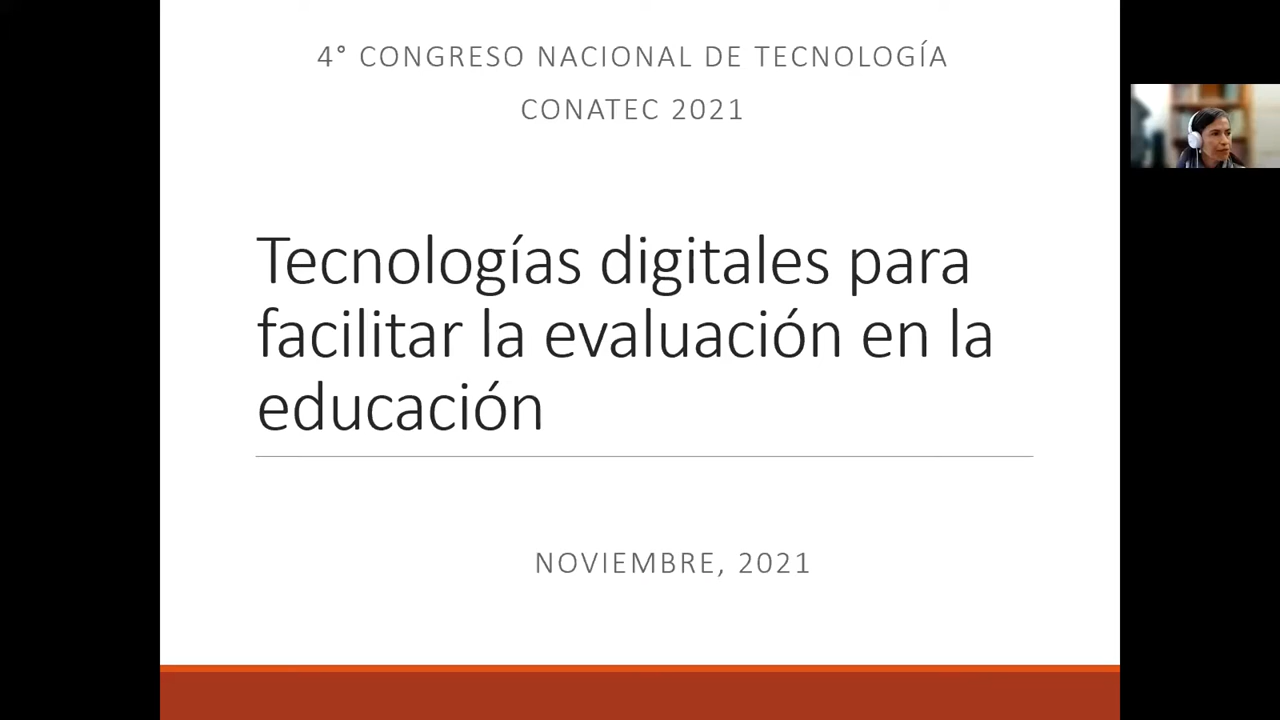 4° CONGRESO NACIONAL DE TECNOLOGÍA
CONATEC 2021
Tecnologías digitales para
facilitar la evaluación en la
educación
NOVIEMBRE, 2021